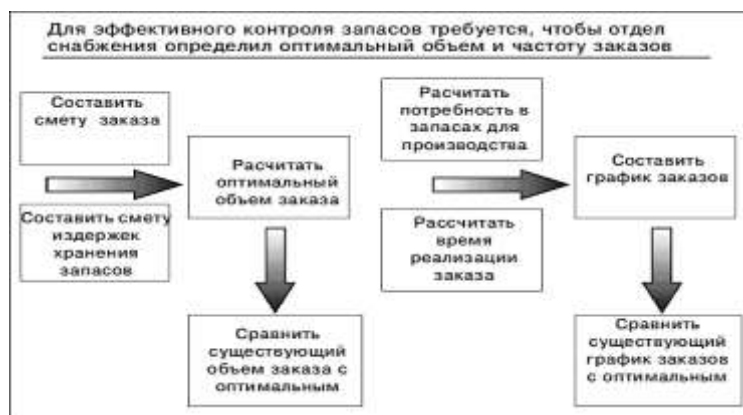 Для эффективного контроля запасов требуется, чтобы отдел
снабжения определил оптимальный объем и частоту заказов
Составить
смету заказа
Составить смету
издержек
хранения
запасов
Расчитать
оптимальный
объем заказа
Сравнить
существующий
объем заказа с
оптимальным
Расчитать
потребность в
запасах для
производства
Рассчитать
время
реализации
заказа
Составить
график заказов
Сравнить
существующий
график заказов
с оптимальным